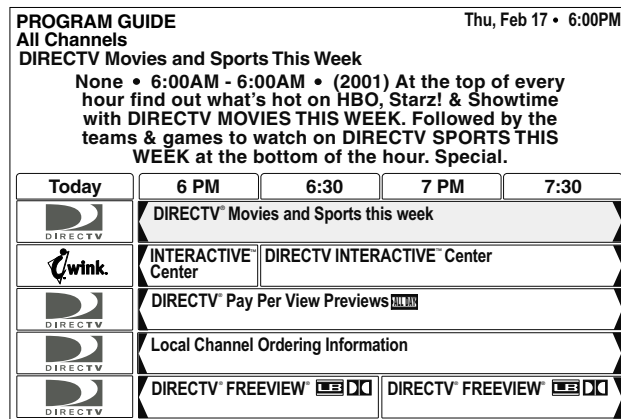 PROGRAM GUIDE
Thu, Feb 17 • 6:00PM
All Channels
DIRECTV Movies and Sports This Week
None • 6:00AM - 6:00AM • (2001) At the top of every
hour find out what's hot on HBO, Starz! & Showtime
with DIRECTV MOVIES THIS WEEK. Followed by the
teams & games to watch on DIRECTV SPORTS THIS
WEEK at the bottom of the hour. Special.
Today 6 PM 6:30 7 PM 7:30
DIRECTV
DIRECTV® Movies and Sports this week
wink.
INTERACTIVE™
Center
DIRECTV INTERACTIVE™ Center
DIRECTV
DIRECTV® Pay Per View Previews ALL DAY
DIRECTV
Local Channel Ordering Information
DIRECTV
DIRECTV® FREEVIEW® LB
DIRECTV® FREEVIEW® LB